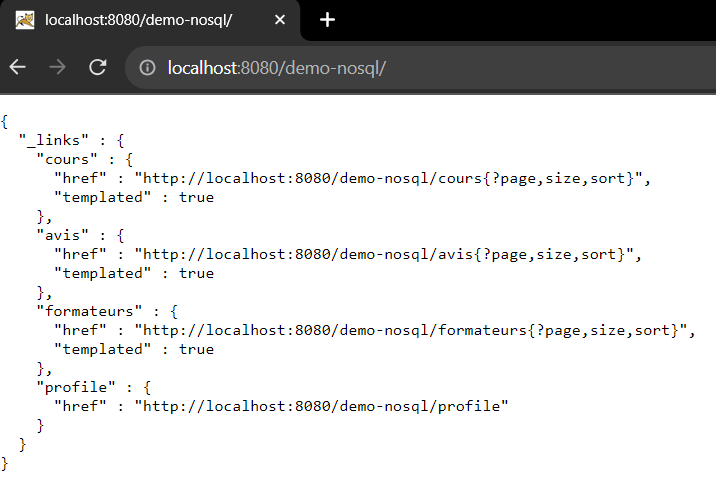 localhost:8080/demo-nosql/
localhost:8080/demo-nosql/
{
  "_links" : {
    "cours" : {
      "href" : "http://localhost:8080/demo-nosql/cours{?page,size,sort}",
      "templated" : true
    },
    "avis" : {
      "href" : "http://localhost:8080/demo-nosql/avis{?page,size,sort}",
      "templated" : true
    },
    "formateurs" : {
      "href" : "http://localhost:8080/demo-nosql/formateurs{?page,size,sort}",
      "templated" : true
    },
    "profile" : {
      "href" : "http://localhost:8080/demo-nosql/profile"
    }
  }
}